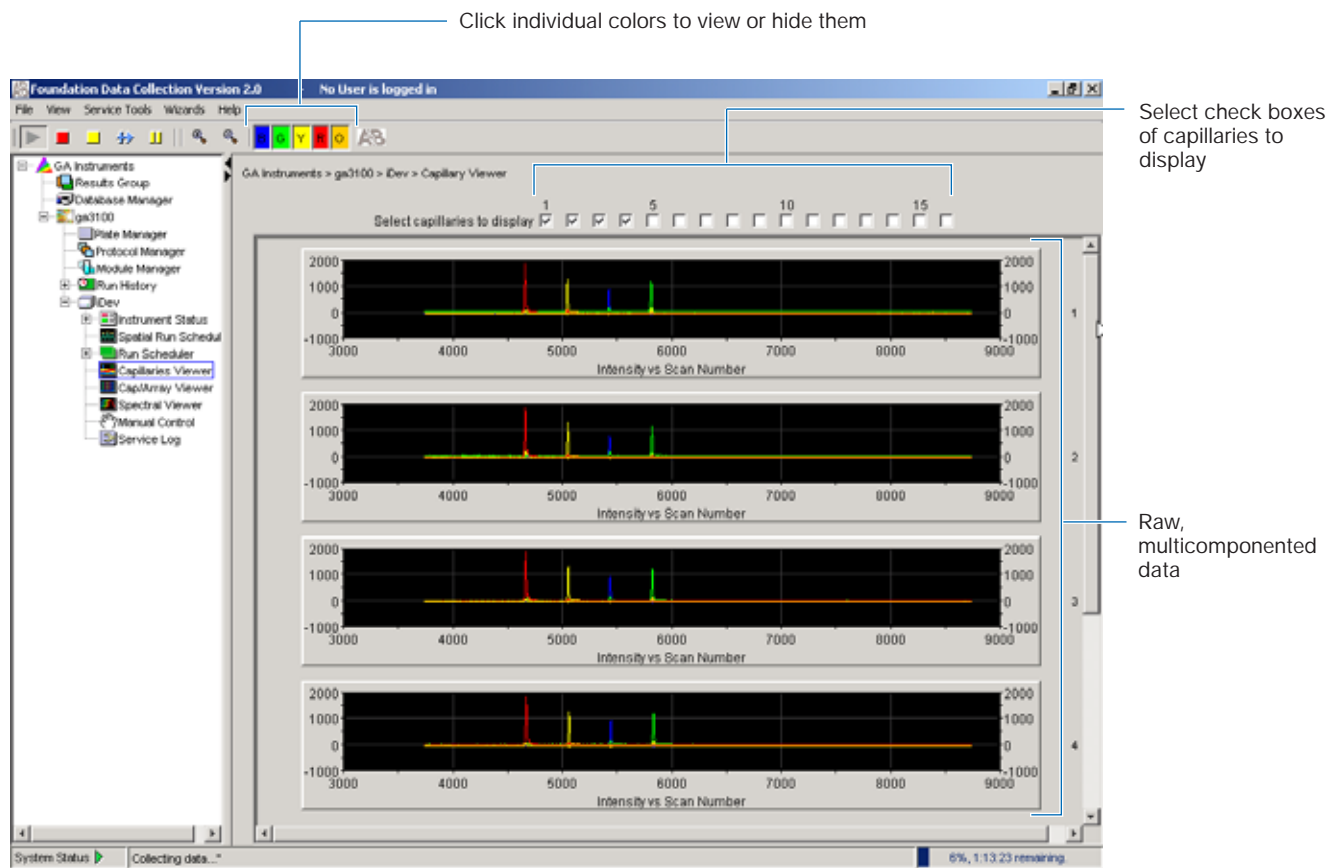 Click individual colors to view or hide them
Foundation Data Collection Version 2.0 - No User is logged in
File View Service Tools Wizards Help
B G Y R O AB
Select check boxes
of capillaries to
display
GA Instruments
Results Group
Database Manager
ga3100
Plate Manager
Protocol Manager
Module Manager
Run History
iDev
Instrument Status
Spatial Run Schedul
Run Scheduler
Capillaries Viewer
Cap/Array Viewer
Spectral Viewer
Manual Control
Service Log
GA Instruments > ga3100 > iDev > Capillary Viewer
1 5 10 15
Select capillaries to display
2000 2000
1000 1000
0 0
-1000 -1000
3000 4000 5000 6000 7000 8000 9000
Intensity vs Scan Number
1
2000 2000
1000 1000
0 0
-1000 -1000
3000 4000 5000 6000 7000 8000 9000
Intensity vs Scan Number
2
2000 2000
1000 1000
0 0
-1000 -1000
3000 4000 5000 6000 7000 8000 9000
Intensity vs Scan Number
3
2000 2000
1000 1000
0 0
-1000 -1000
3000 4000 5000 6000 7000 8000 9000
Intensity vs Scan Number
4
Raw,
multicomponented
data
System Status Collecting data..." 6%, 1:13:23 remaining.